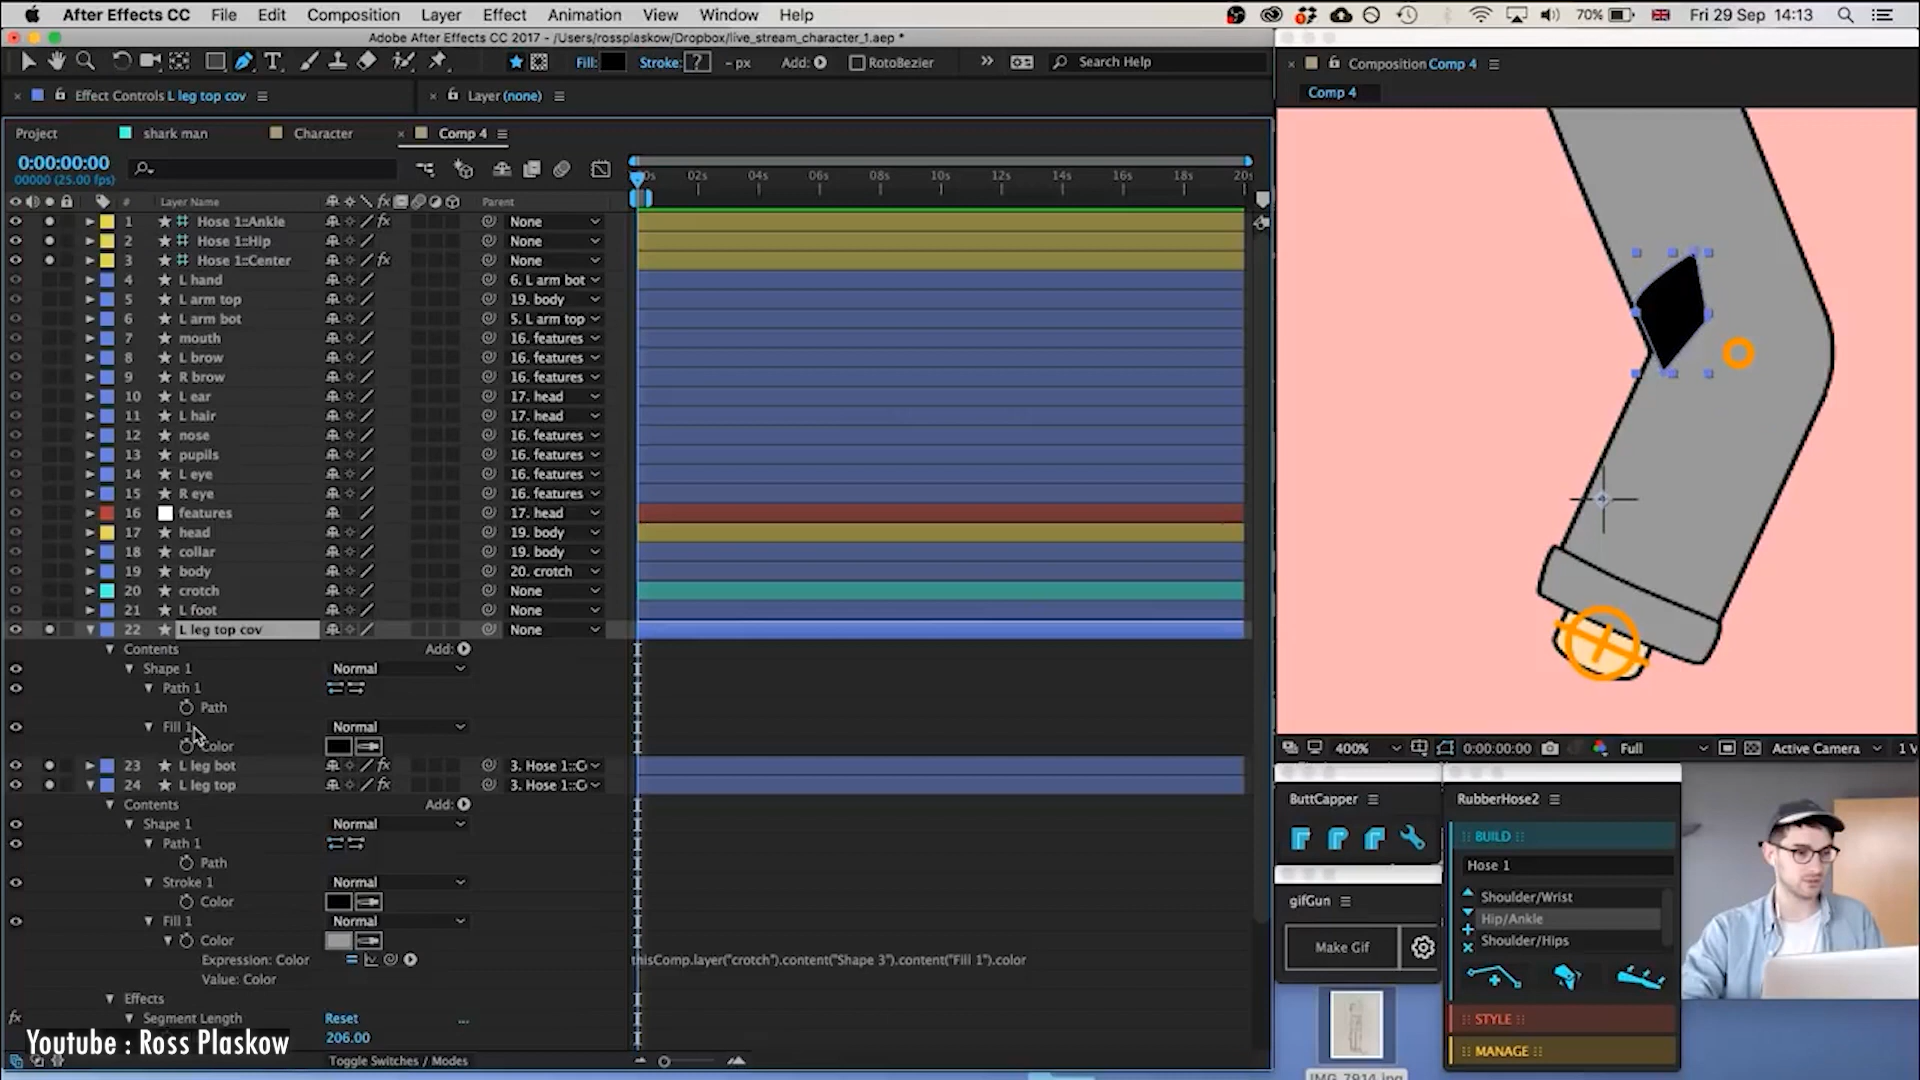 After Effects CC File Edit Composition Layer Effect Animation View Window Help 70% Fri 29 Sep 14:13
Adobe After Effects CC 2017 - /Users/rossplaskow/Dropbox/live_stream_character_1.aep *
Fill: Stroke: ? - px Add: RotoBezier Search Help
Effect Controls L leg top cov Layer (none)
Composition Comp 4
Comp 4
Project shark man Character Comp 4
0:00:00:00
00000 (25.00 fps)
02s 04s 06s 08s 10s 12s 14s 16s 18s 20s
# Layer Name Parent
1 Hose 1::Ankle None
2 Hose 1::Hip None
3 Hose 1::Center None
4 L hand 6. L arm bot
5 L arm top 19. body
6 L arm bot 5. L arm top
7 mouth 16. features
8 L brow 16. features
9 R brow 16. features
10 L ear 17. head
11 L hair 17. head
12 nose 16. features
13 pupils 16. features
14 L eye 16. features
15 R eye 16. features
16 features 17. head
17 head 19. body
18 collar 19. body
19 body 20. crotch
20 crotch None
21 L foot None
22 L leg top cov None
Contents Add:
Shape 1 Normal
Path 1
Path
Fill 1 Normal
Color
23 L leg bot 3. Hose 1::C
24 L leg top 3. Hose 1::C
Contents Add:
Shape 1 Normal
Path 1
Path
Stroke 1 Normal
Color
Fill 1 Normal
Color
Expression: Color thisComp.layer("crotch").content("Shape 3").content("Fill 1").color
Value: Color
Effects
Segment Length Reset ...
206.00
Toggle Switches / Modes
400% 0:00:00:00 Full Active Camera 1 V
ButtCapper
gifGun
Make Gif
RubberHose2
:: BUILD ::
Hose 1
Shoulder/Wrist
Hip/Ankle
Shoulder/Hips
:: STYLE ::
:: MANAGE ::
IMG_7914.jpg
Youtube : Ross Plaskow